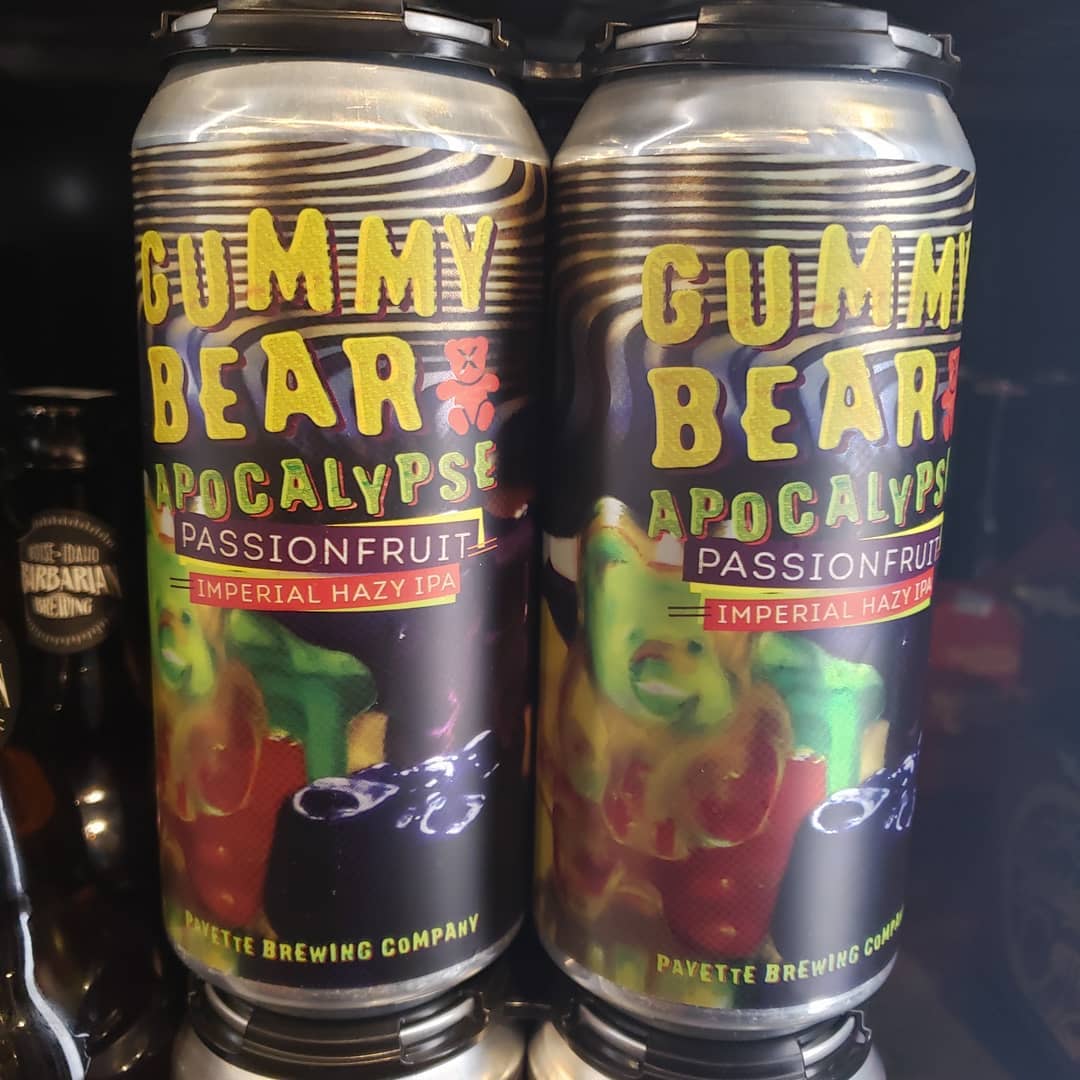 GUMMY
BEAR
APOCALYPSE
PASSIONFRUIT
IMPERIAL HAZY IPA
PAYETTE BREWING COMPANY
GUMMY
BEAR
APOCALYPSE
PASSIONFRUIT
IMPERIAL HAZY IPA
PAYETTE BREWING COMPA
BOISE-IDAHO
BARBARIAN
BREWING